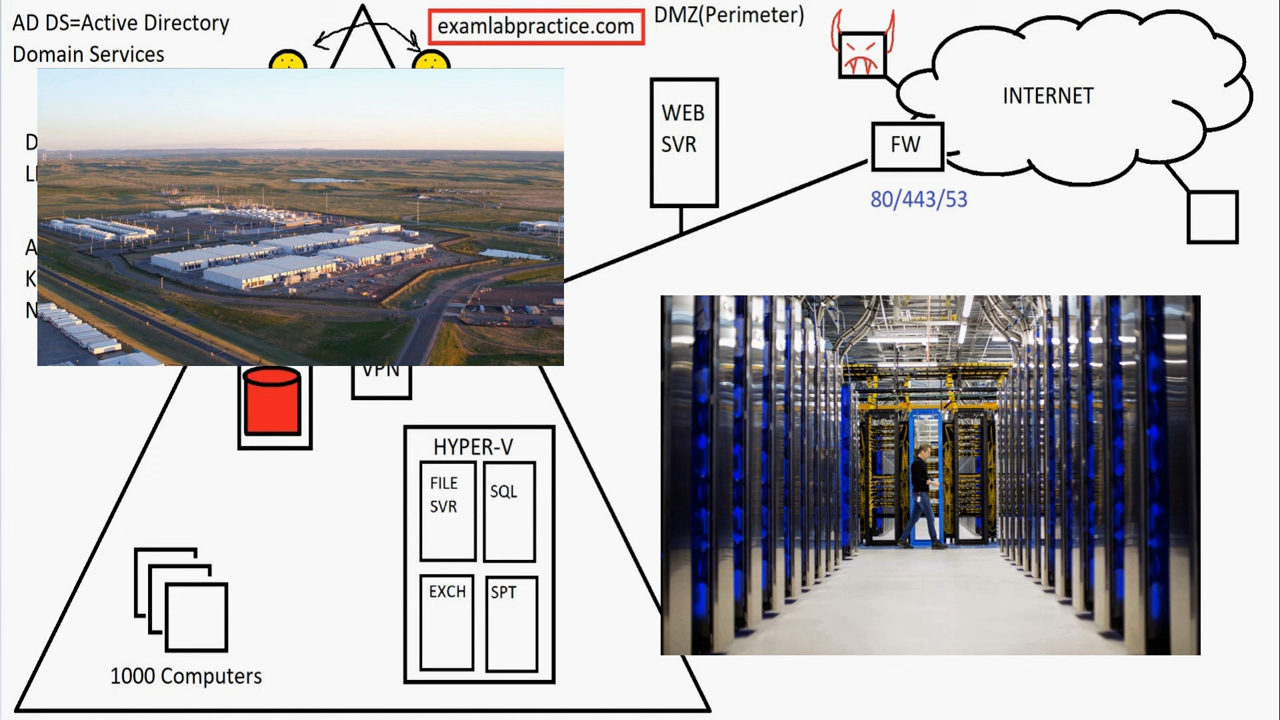 AD DS=Active Directory
Domain Services
examlabpractice.com
DMZ(Perimeter)
WEB
SVR
INTERNET
FW
80/443/53
D
A
K
N
VPN
HYPER-V
FILE
SVR
SQL
EXCH
SPT
1000 Computers